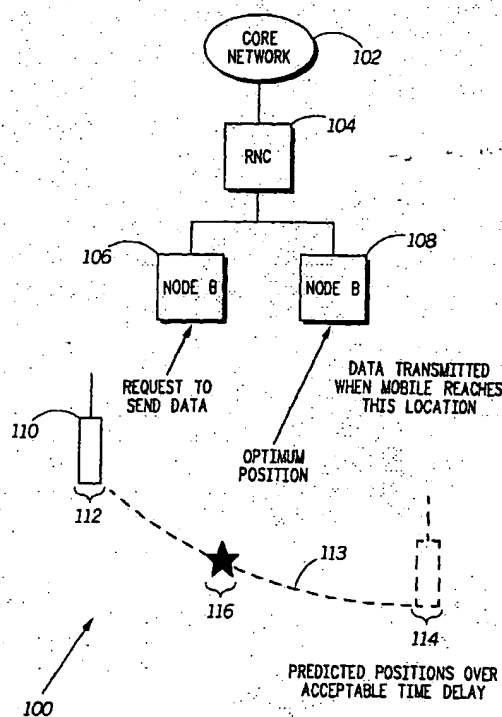 CORE
NETWORK
102
104
RNC
106
108
NODE B
NODE B
REQUEST TO
SEND DATA
DATA TRANSMITTED
WHEN MOBILE REACHES
THIS LOCATION
110
OPTIMUM
POSITION
112
113
116
114
PREDICTED POSITIONS OVER
ACCEPTABLE TIME DELAY
100